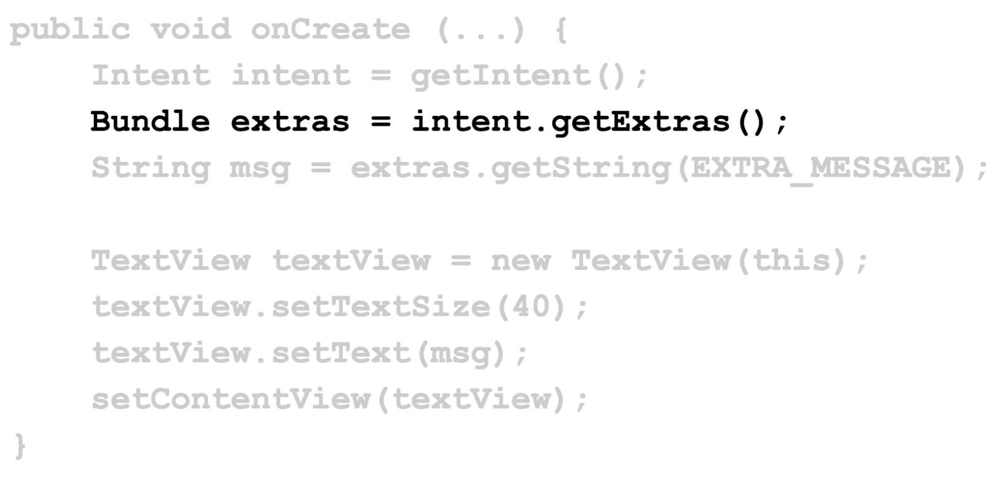 public void onCreate (...) {
Intent intent = getIntent();
Bundle extras = intent.getExtras();
String msg = extras.getString(EXTRA_MESSAGE);
TextView textView = new TextView(this);
textView.setTextSize(40);
textView.setText(msg);
setContentView(textView);
}